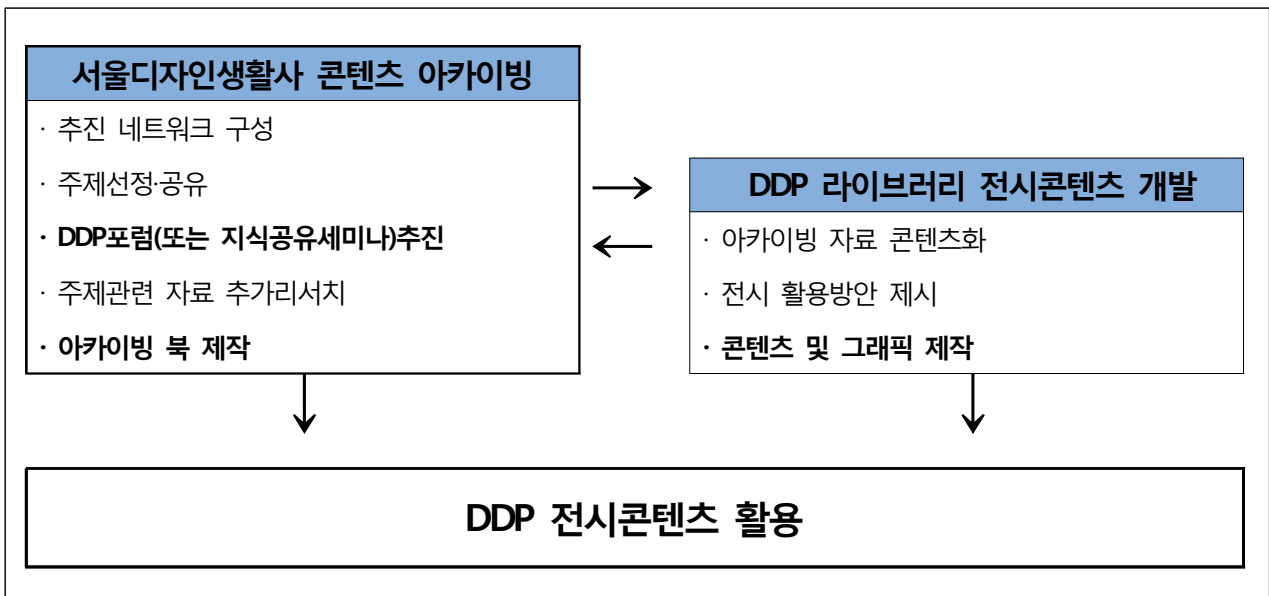 서울디자인생활사 콘텐츠 아카이빙
· 추진 네트워크 구성
· 주제선정·공유
· DDP포럼(또는 지식공유세미나)추진
· 주제관련 자료 추가리서치
· 아카이빙 북 제작
DDP 라이브러리 전시콘텐츠 개발
· 아카이빙 자료 콘텐츠화
· 전시 활용방안 제시
· 콘텐츠 및 그래픽 제작
DDP 전시콘텐츠 활용